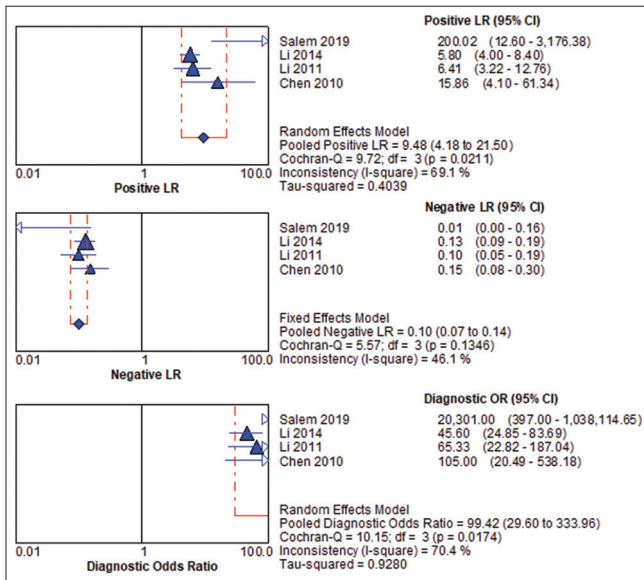 Positive LR (95% CI)
Salem 2019 200.02 (12.60 - 3,176.38)
Li 2014 5.80 (4.00 - 8.40)
Li 2011 6.41 (3.22 - 12.76)
Chen 2010 15.86 (4.10 - 61.34)
Random Effects Model
Pooled Positive LR = 9.48 (4.18 to 21.50)
Cochran-Q = 9.72; df = 3 (p = 0.0211)
Inconsistency (I-square) = 69.1 %
Tau-squared = 0.4039
0.01 1 100.0
Positive LR
Negative LR (95% CI)
Salem 2019 0.01 (0.00 - 0.16)
Li 2014 0.13 (0.09 - 0.19)
Li 2011 0.10 (0.05 - 0.19)
Chen 2010 0.15 (0.08 - 0.30)
Fixed Effects Model
Pooled Negative LR = 0.10 (0.07 to 0.14)
Cochran-Q = 5.57; df = 3 (p = 0.1346)
Inconsistency (I-square) = 46.1 %
0.01 1 100.0
Negative LR
Diagnostic OR (95% CI)
Salem 2019 20,301.00 (397.00 - 1,038,114.65)
Li 2014 45.60 (24.85 - 83.69)
Li 2011 65.33 (22.82 - 187.04)
Chen 2010 105.00 (20.49 - 538.18)
Random Effects Model
Pooled Diagnostic Odds Ratio = 99.42 (29.60 to 333.96)
Cochran-Q = 10.15; df = 3 (p = 0.0174)
Inconsistency (I-square) = 70.4 %
Tau-squared = 0.9280
0.01 1 100.0
Diagnostic Odds Ratio